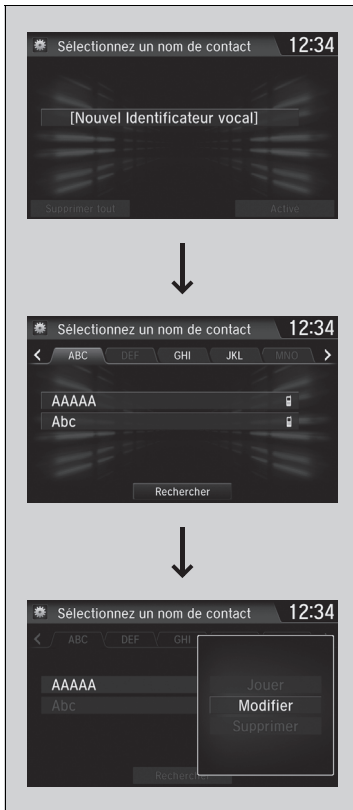 Sélectionnez un nom de contact 12:34
[Nouvel Identificateur vocal]
Supprimer tout Activé
Sélectionnez un nom de contact 12:34
ABC DEF GHI JKL MNO
AAAAA
Abc
Rechercher
Sélectionnez un nom de contact 12:34
ABC DEF GHI
AAAAA
Abc
Jouer
Modifier
Supprimer